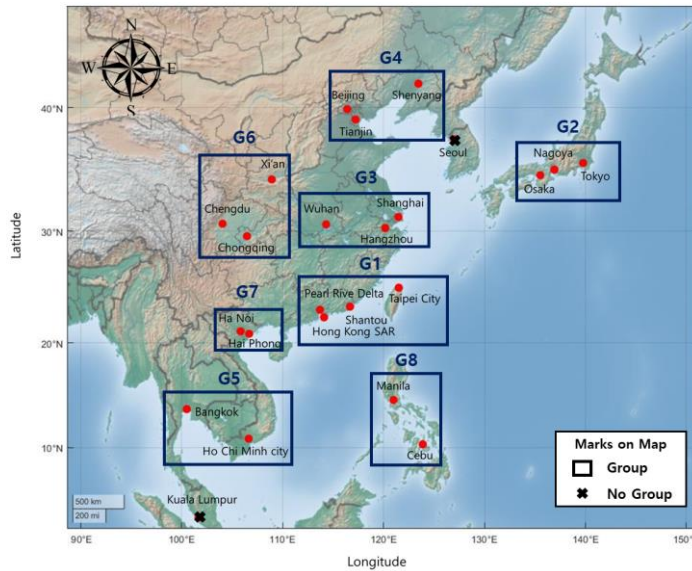 N
W E
S
G4
Beijing
Shenyang
Tianjin
Seoul
G2
Nagoya
Osaka
Tokyo
G6
Xi'an
Chengdu
Chongqing
G3
Wuhan
Shanghai
Hangzhou
G1
Pearl Rive Delta
Taipei City
Shantou
Hong Kong SAR
G7
Ha Nôi
Hai Phong
G8
Manila
Cebu
G5
Bangkok
Ho Chi Minh city
Kuala Lumpur
Marks on Map
Group
No Group
500 km
200 mi
40°N
30°N
20°N
10°N
Latitude
90°E 100°E 110°E 120°E 130°E 140°E 150°
Longitude